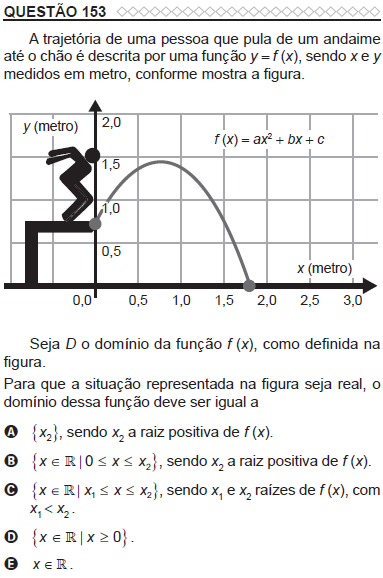 QUESTÃO 153
A trajetória de uma pessoa que pula de um andaime
até o chão é descrita por uma função y = f (x), sendo x e y
medidos em metro, conforme mostra a figura.
y (metro)
2,0
f (x) = ax² + bx + c
1,5
1,0
0,5
x (metro)
0,0 0,5 1,0 1,5 2,0 2,5 3,0
Seja D o domínio da função f (x), como definida na
figura.
Para que a situação representada na figura seja real, o
domínio dessa função deve ser igual a
A {x₂}, sendo x₂ a raiz positiva de f (x).
B {x ∈ ℝ | 0 ≤ x ≤ x₂}, sendo x₂ a raiz positiva de f (x).
C {x ∈ ℝ | x₁ ≤ x ≤ x₂}, sendo x₁ e x₂ raízes de f (x), com
x₁ < x₂.
D {x ∈ ℝ | x ≥ 0}.
E x ∈ ℝ.